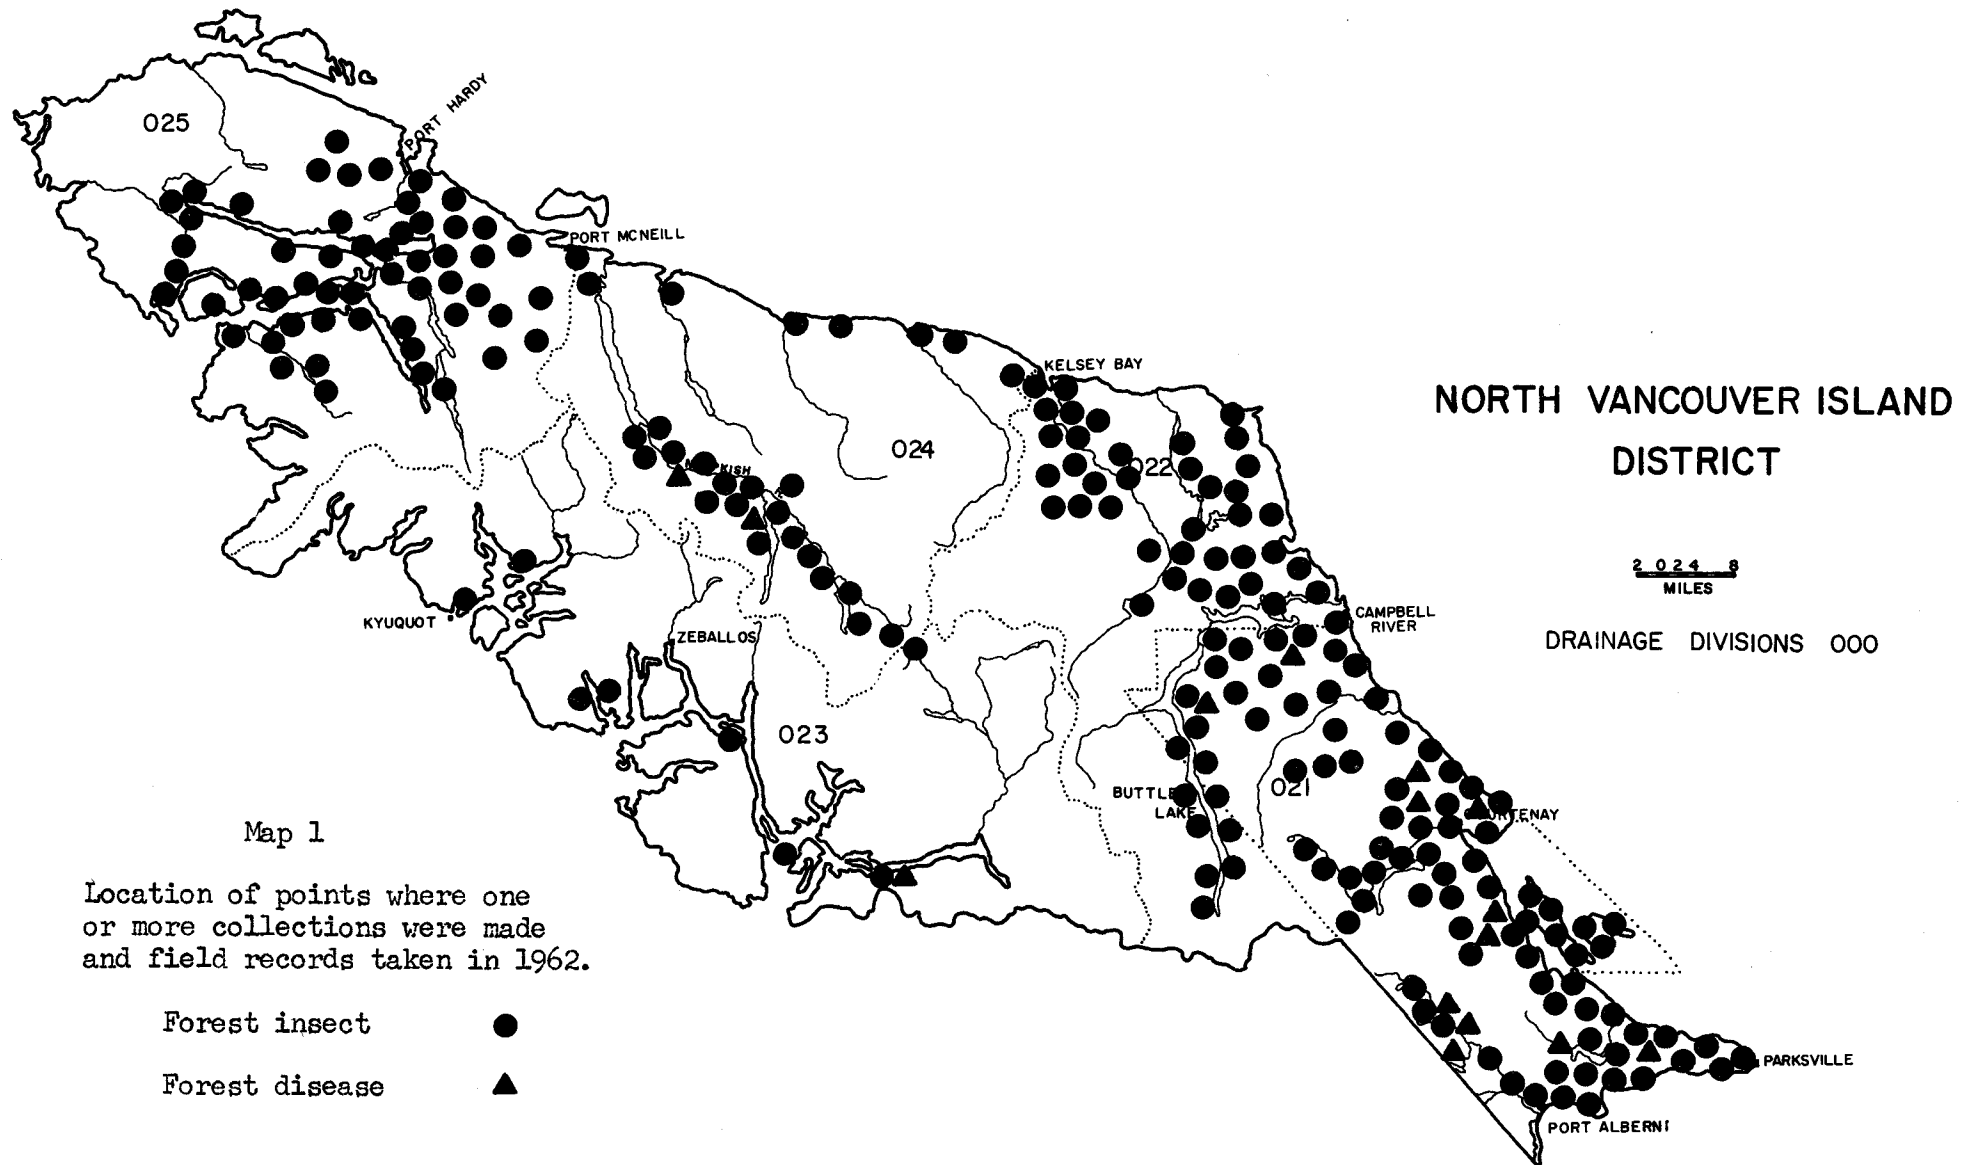 025
PORT HARDY
PORT MCNEILL
KELSEY BAY
024
022
NORTH VANCOUVER ISLAND
DISTRICT
2 0 2 4 8
MILES
KYUQUOT
ZEBALLOS
CAMPBELL
RIVER
DRAINAGE DIVISIONS 000
023
BUTTLE
LAKE
021
Map 1
Location of points where one
or more collections were made
and field records taken in 1962.
Forest insect
Forest disease
PARKSVILLE
PORT ALBERNI